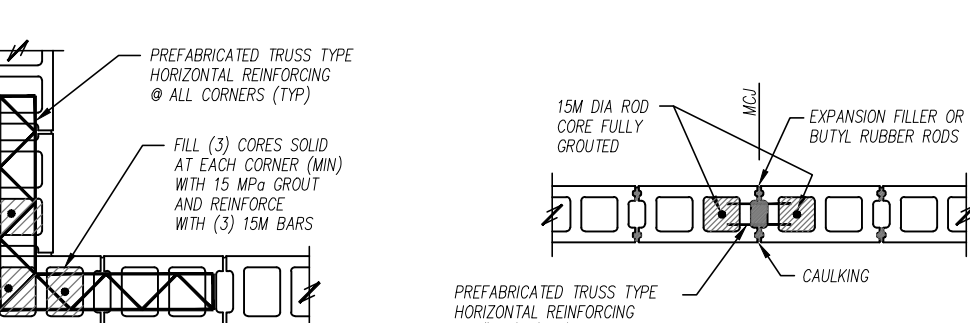 PREFABRICATED TRUSS TYPE
HORIZONTAL REINFORCING
@ ALL CORNERS (TYP)
FILL (3) CORES SOLID
AT EACH CORNER (MIN)
WITH 15 MPa GROUT
AND REINFORCE
WITH (3) 15M BARS
15M DIA ROD
CORE FULLY
GROUTED
MCJ
EXPANSION FILLER OR
BUTYL RUBBER RODS
CAULKING
PREFABRICATED TRUSS TYPE
HORIZONTAL REINFORCING